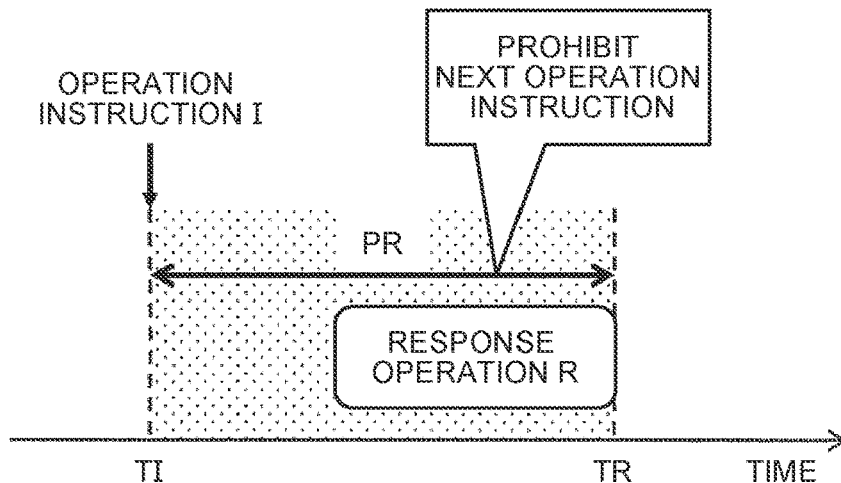 OPERATION
INSTRUCTION I
PROHIBIT
NEXT OPERATION
INSTRUCTION
PR
RESPONSE
OPERATION R
TI
TR
TIME